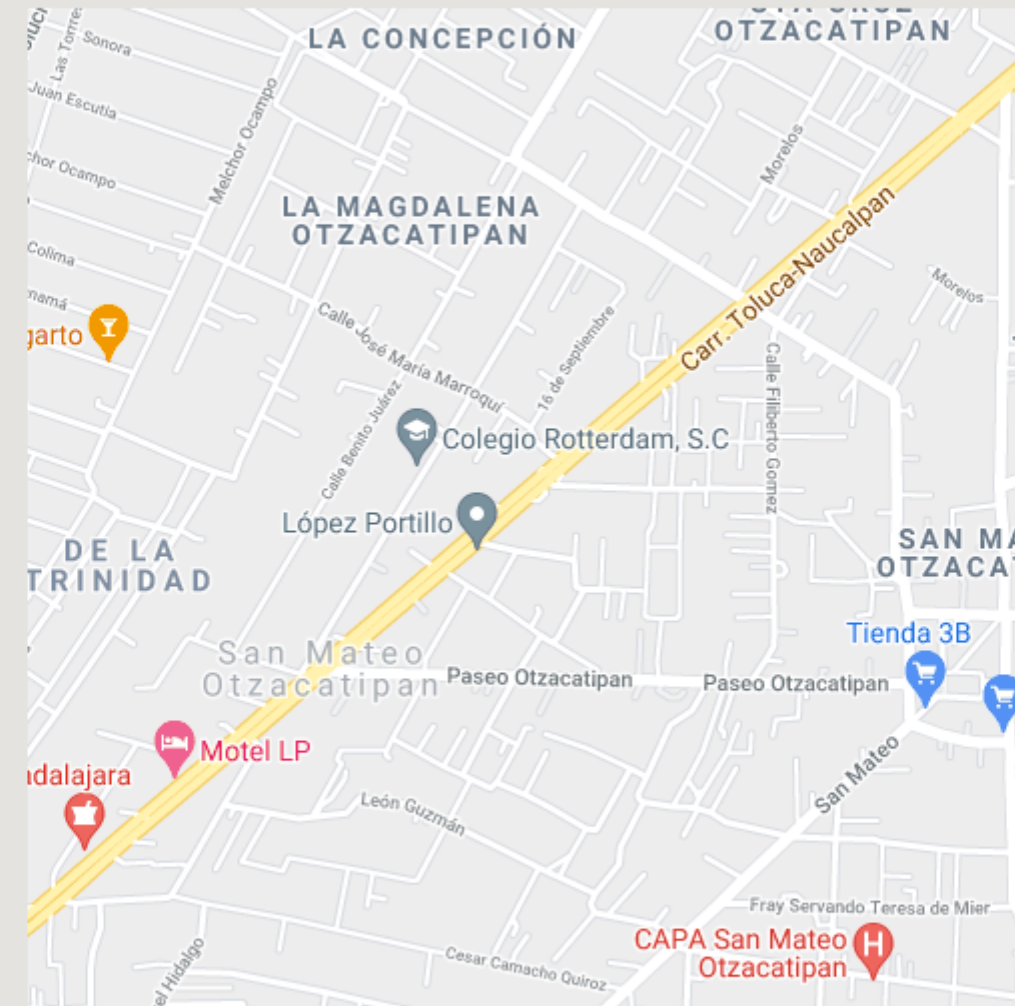 LA CONCEPCIÓN
OTZACATIPAN
Sonora
Las Torres
Juan Escutia
Melchor Ocampo
Ocampo
Morelos
LA MAGDALENA
OTZACATIPAN
Carr. Toluca-Naucalpan
Colima
Morelos
garto
Calle José María Marroquí
16 de Septiembre
Calle Filiberto Gomez
Calle Benito Juárez
Colegio Rotterdam, S.C
López Portillo
DE LA
TRINIDAD
SAN MA
OTZACAT
Tienda 3B
San Mateo
Otzacatipan
Paseo Otzacatipan
Paseo Otzacatipan
Motel LP
San Mateo
adalajara
León Guzmán
Fray Servando Teresa de Mier
CAPA San Mateo
Otzacatipan
Cesar Camacho Quiroz
el Hidalgo